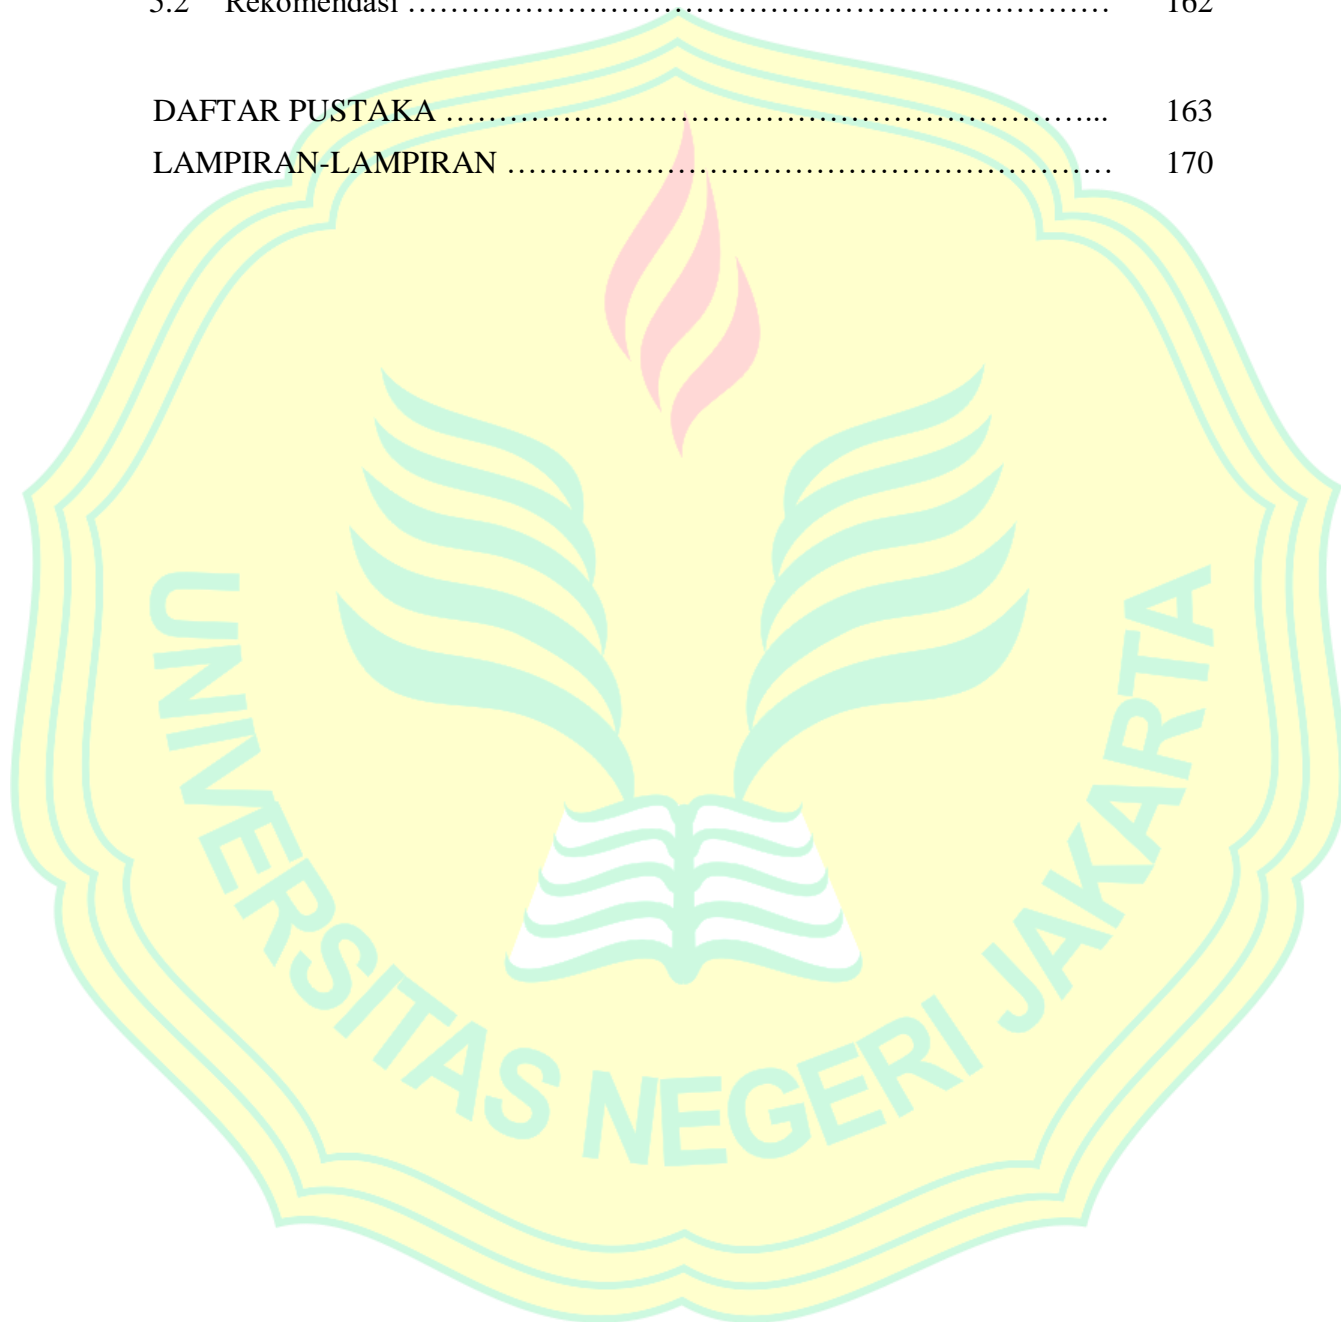 5.2 Rekomendasi …………………………………………………………… 162
DAFTAR PUSTAKA ………………………………………………………... 163
LAMPIRAN-LAMPIRAN …………………………………………………… 170
UNIVERSITAS NEGERI JAKARTA